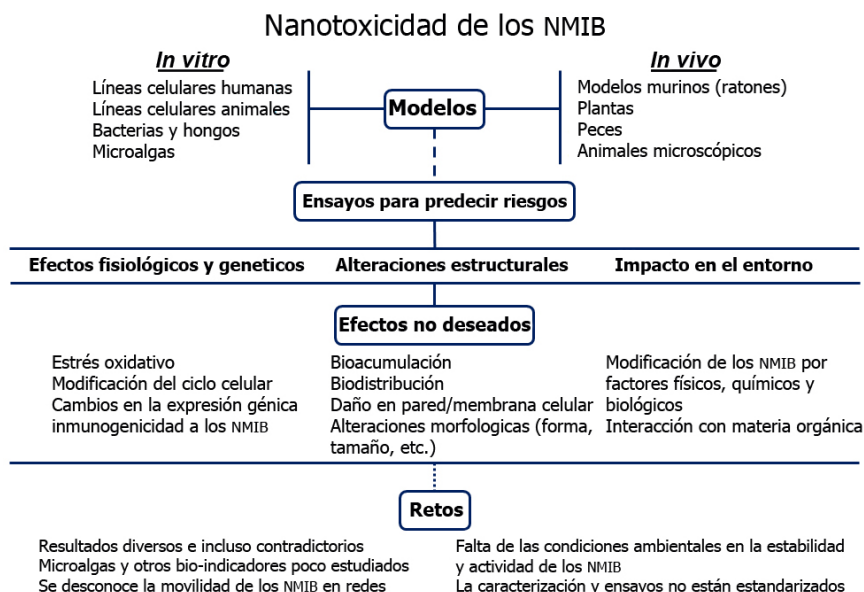 Nanotoxicidad de los NMIB
In vitro
Líneas celulares humanas
Líneas celulares animales
Bacterias y hongos
Microalgas
Modelos
In vivo
Modelos murinos (ratones)
Plantas
Peces
Animales microscópicos
Ensayos para predecir riesgos
Efectos fisiológicos y geneticos
Alteraciones estructurales
Impacto en el entorno
Efectos no deseados
Estrés oxidativo
Modificación del ciclo celular
Cambios en la expresión génica
inmunogenicidad a los NMIB
Bioacumulación
Biodistribución
Daño en pared/membrana celular
Alteraciones morfologicas (forma,
tamaño, etc.)
Modificación de los NMIB por
factores físicos, químicos y
biológicos
Interacción con materia orgánica
Retos
Resultados diversos e incluso contradictorios
Microalgas y otros bio-indicadores poco estudiados
Se desconoce la movilidad de los NMIB en redes
Falta de las condiciones ambientales en la estabilidad
y actividad de los NMIB
La caracterización y ensayos no están estandarizados